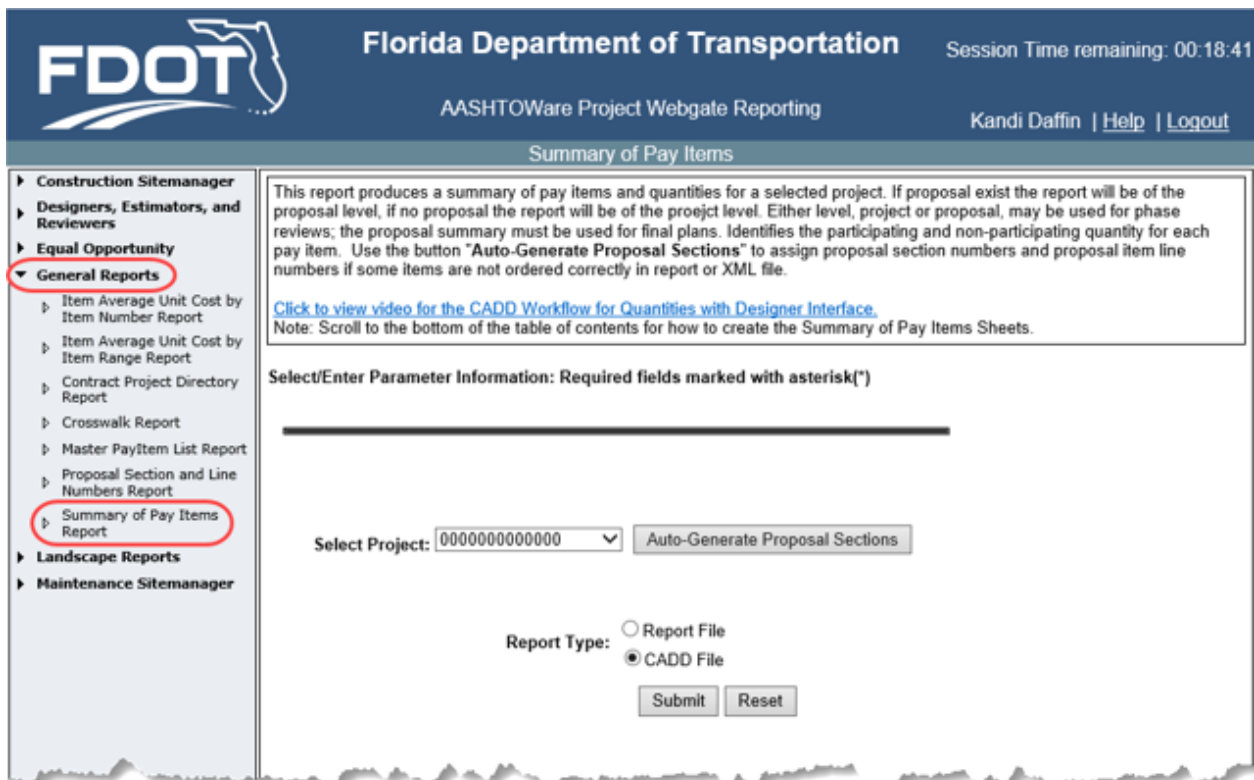 FDOT
Florida Department of Transportation
Session Time remaining: 00:18:41
AASHTOWare Project Webgate Reporting
Kandi Daffin | Help | Logout
Summary of Pay Items
Construction Sitemanager
Designers, Estimators, and
Reviewers
Equal Opportunity
General Reports
Item Average Unit Cost by
Item Number Report
Item Average Unit Cost by
Item Range Report
Contract Project Directory
Report
Crosswalk Report
Master PayItem List Report
Proposal Section and Line
Numbers Report
Summary of Pay Items
Report
Landscape Reports
Maintenance Sitemanager
This report produces a summary of pay items and quantities for a selected project. If proposal exist the report will be of the
proposal level, if no proposal the report will be of the proejct level. Either level, project or proposal, may be used for phase
reviews; the proposal summary must be used for final plans. Identifies the participating and non-participating quantity for each
pay item. Use the button "Auto-Generate Proposal Sections" to assign proposal section numbers and proposal item line
numbers if some items are not ordered correctly in report or XML file.
Click to view video for the CADD Workflow for Quantities with Designer Interface.
Note: Scroll to the bottom of the table of contents for how to create the Summary of Pay Items Sheets.
Select/Enter Parameter Information: Required fields marked with asterisk(*)
Select Project: 0000000000000 Auto-Generate Proposal Sections
Report Type: Report File
CADD File
Submit Reset